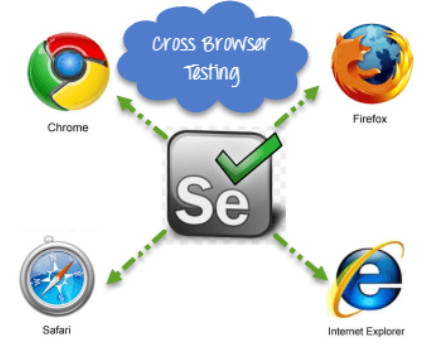 Cross Browser
Testing
Chrome
Firefox
Se
Safari
Internet Explorer